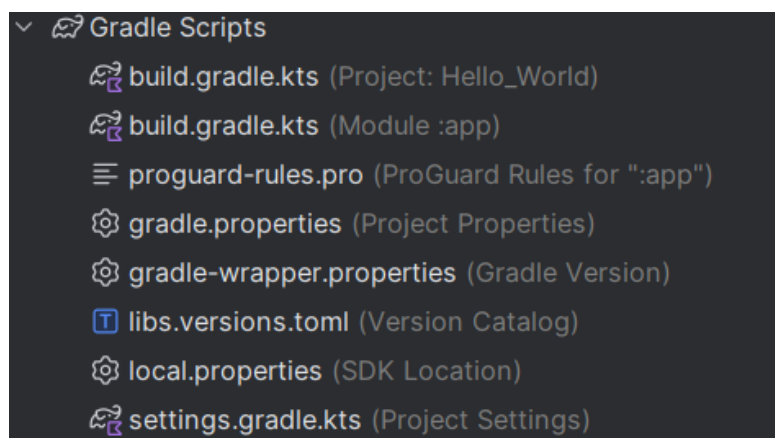 Gradle Scripts
build.gradle.kts (Project: Hello_World)
build.gradle.kts (Module :app)
proguard-rules.pro (ProGuard Rules for ":app")
gradle.properties (Project Properties)
gradle-wrapper.properties (Gradle Version)
libs.versions.toml (Version Catalog)
local.properties (SDK Location)
settings.gradle.kts (Project Settings)